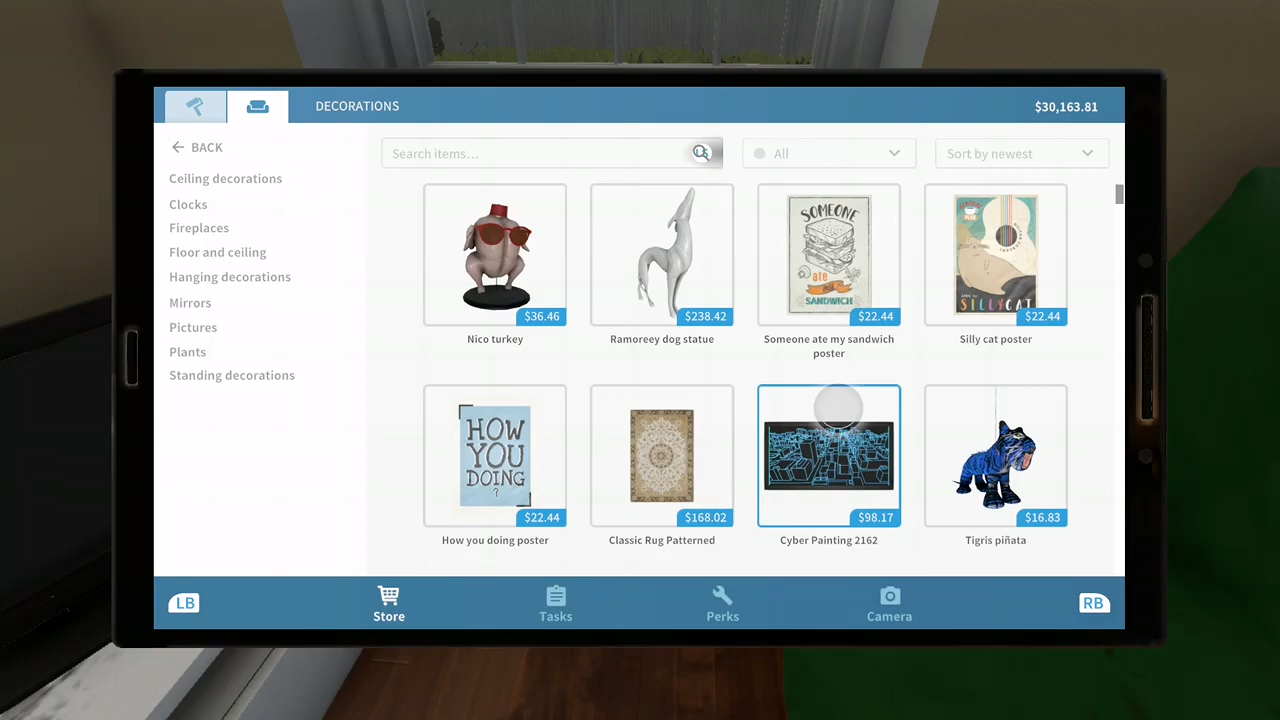 DECORATIONS
$30,163.81
BACK
Search items...
LS
All
Sort by newest
Ceiling decorations
Clocks
Fireplaces
Floor and ceiling
Hanging decorations
Mirrors
Pictures
Plants
Standing decorations
$36.46
Nico turkey
$238.42
Ramoreey dog statue
SOMEONE
ate
SANDWICH
$22.44
Someone ate my sandwich
poster
SILLYCAT
$22.44
Silly cat poster
HOW
YOU
DOING
?
$22.44
How you doing poster
$168.02
Classic Rug Patterned
$98.17
Cyber Painting 2162
$16.83
Tigris piñata
LB
Store
Tasks
Perks
Camera
RB